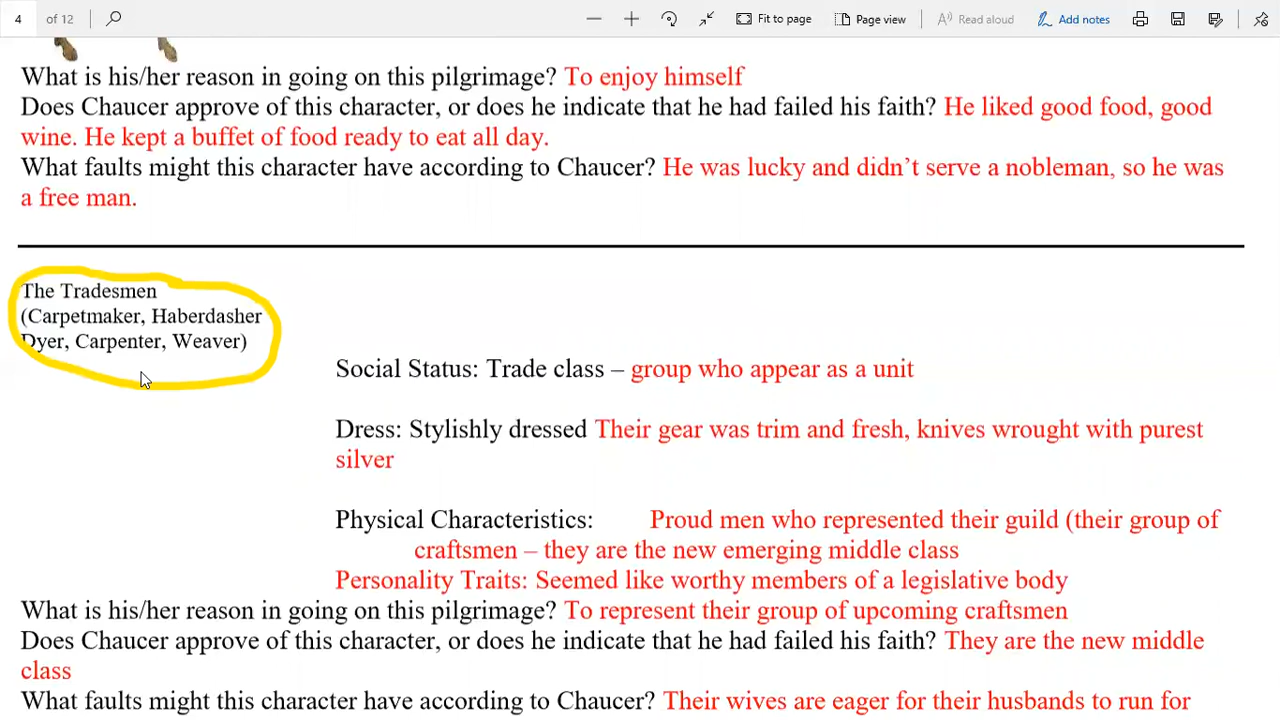 4 of 12 Fit to page Page view Read aloud Add notes
What is his/her reason in going on this pilgrimage? To enjoy himself
Does Chaucer approve of this character, or does he indicate that he had failed his faith? He liked good food, good
wine. He kept a buffet of food ready to eat all day.
What faults might this character have according to Chaucer? He was lucky and didn’t serve a nobleman, so he was
a free man.
The Tradesmen
(Carpetmaker, Haberdasher
Dyer, Carpenter, Weaver)
Social Status: Trade class – group who appear as a unit
Dress: Stylishly dressed Their gear was trim and fresh, knives wrought with purest
silver
Physical Characteristics: Proud men who represented their guild (their group of
craftsmen – they are the new emerging middle class
Personality Traits: Seemed like worthy members of a legislative body
What is his/her reason in going on this pilgrimage? To represent their group of upcoming craftsmen
Does Chaucer approve of this character, or does he indicate that he had failed his faith? They are the new middle
class
What faults might this character have according to Chaucer? Their wives are eager for their husbands to run for